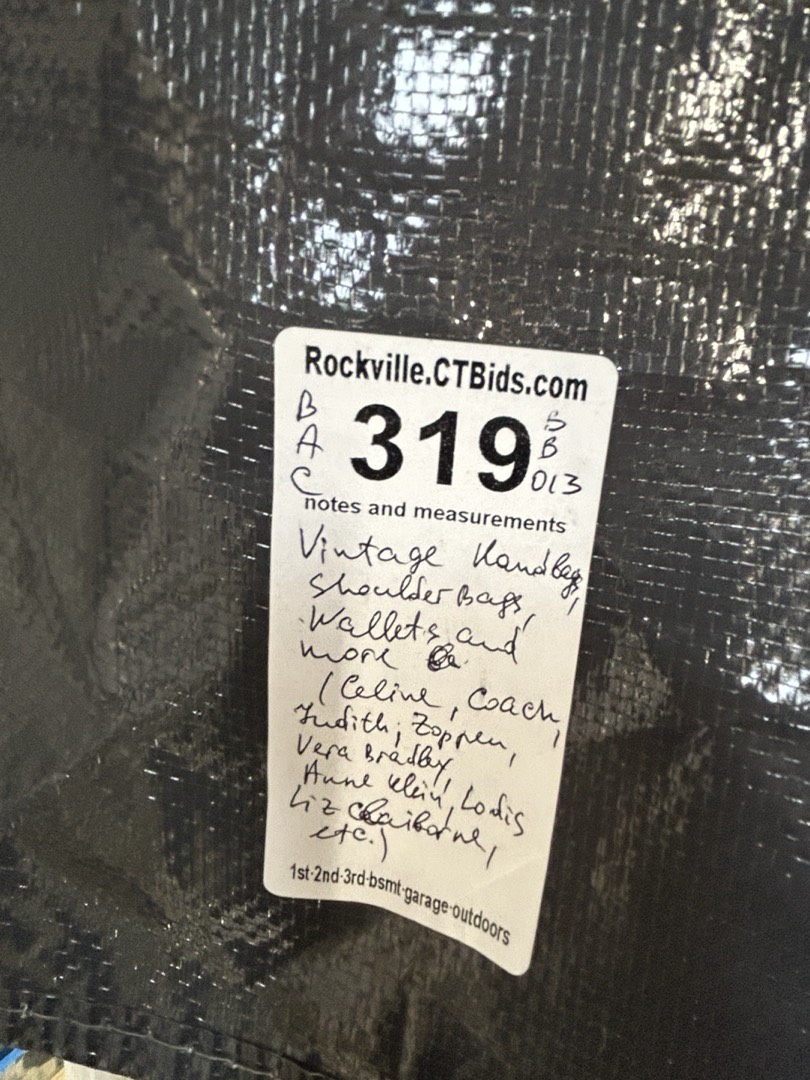 Rockville.CTBids.com
B A C 319 S B 013
notes and measurements
Vintage Handbags,
Shoulder Bags,
Wallets and
more
(Celine, Coach,
Judith, Zoppen,
Vera Bradley,
Anne Klein, Lodis
Liz Claiborne,
etc.)
1st-2nd-3rd-bsmt-garage-outdoors